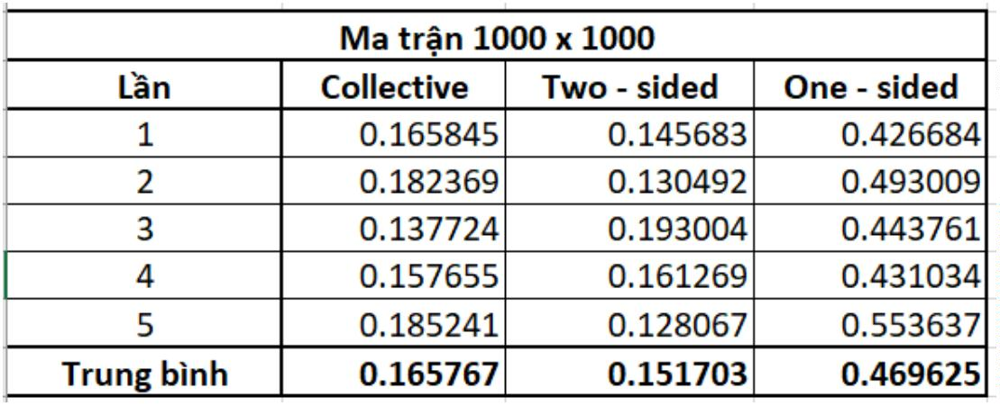 Ma trận 1000 x 1000
Lần Collective Two - sided One - sided
1 0.165845 0.145683 0.426684
2 0.182369 0.130492 0.493009
3 0.137724 0.193004 0.443761
4 0.157655 0.161269 0.431034
5 0.185241 0.128067 0.553637
Trung bình 0.165767 0.151703 0.469625